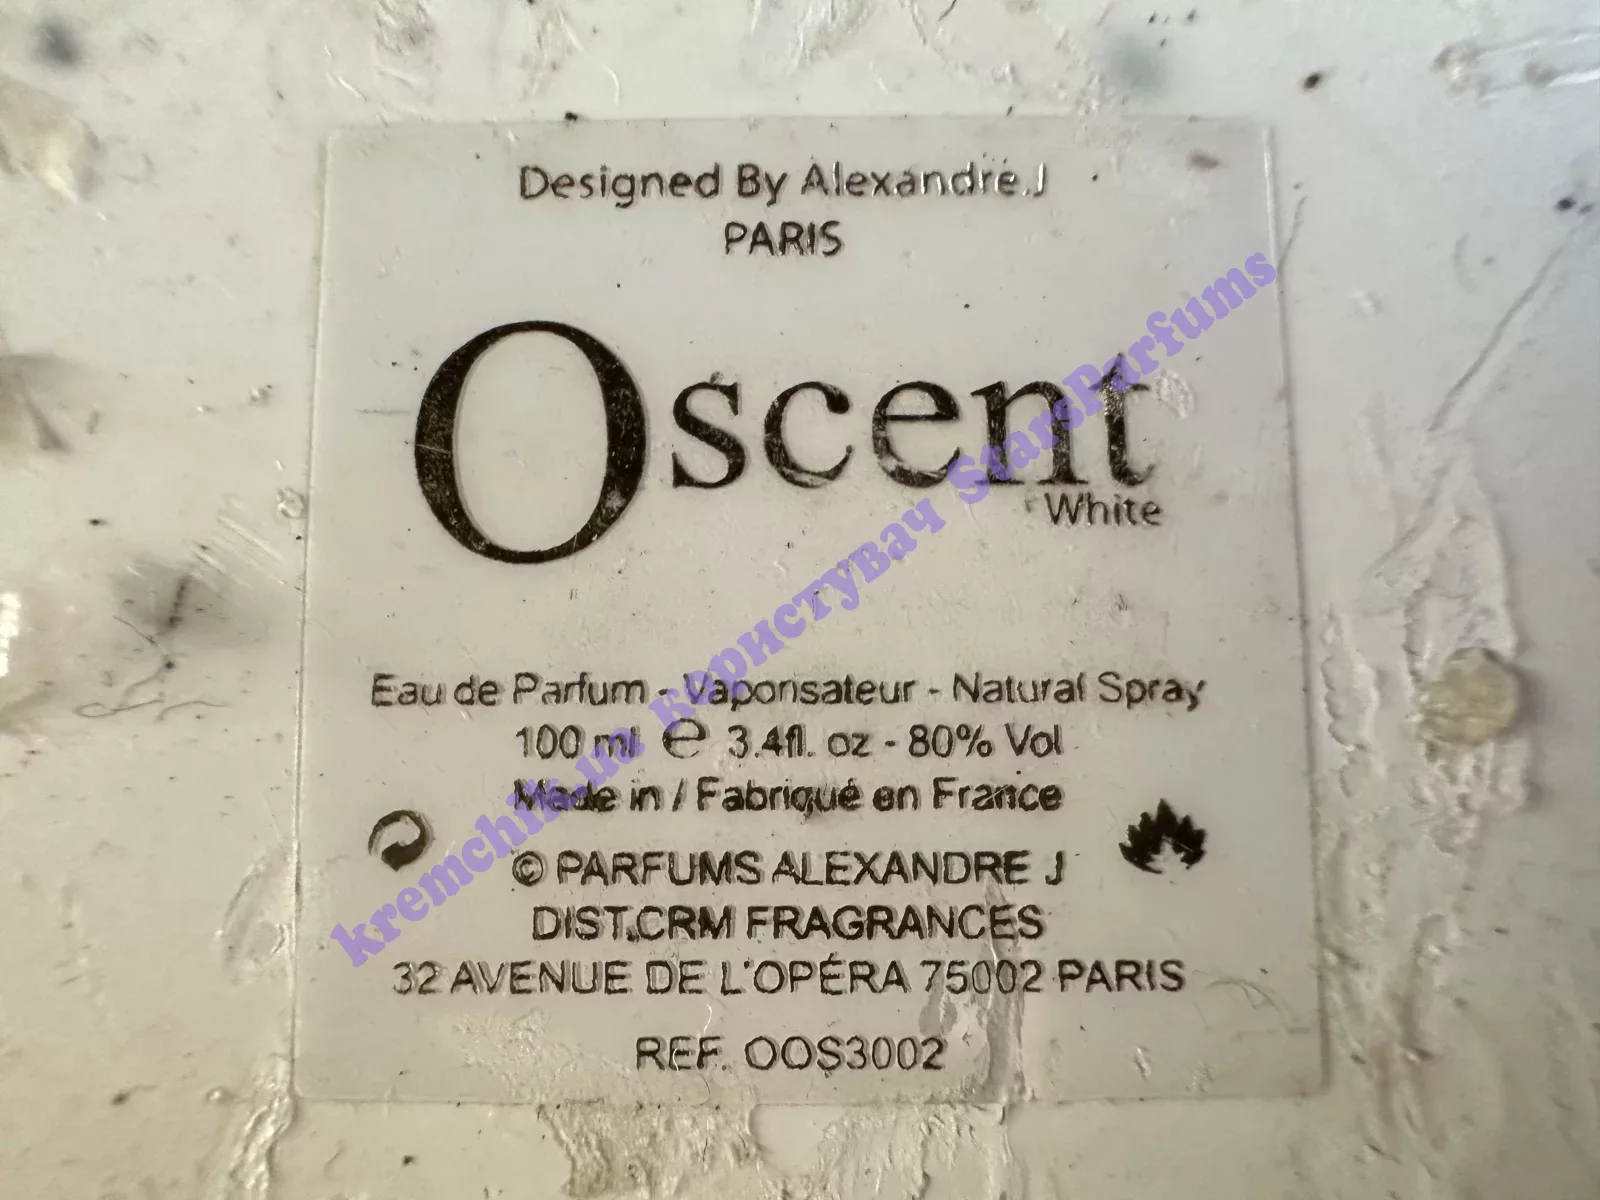 Designed By Alexandre.J
PARIS
Oscent
White
Eau de Parfum - Vaporisateur - Natural Spray
100 ml e 3.4fl. oz - 80% Vol
Made in / Fabriqué en France
© PARFUMS ALEXANDRE J
DIST.CRM FRAGRANCES
32 AVENUE DE L'OPÉRA 75002 PARIS
REF. OOS3002
kremchik.ua користувач StarsParfums